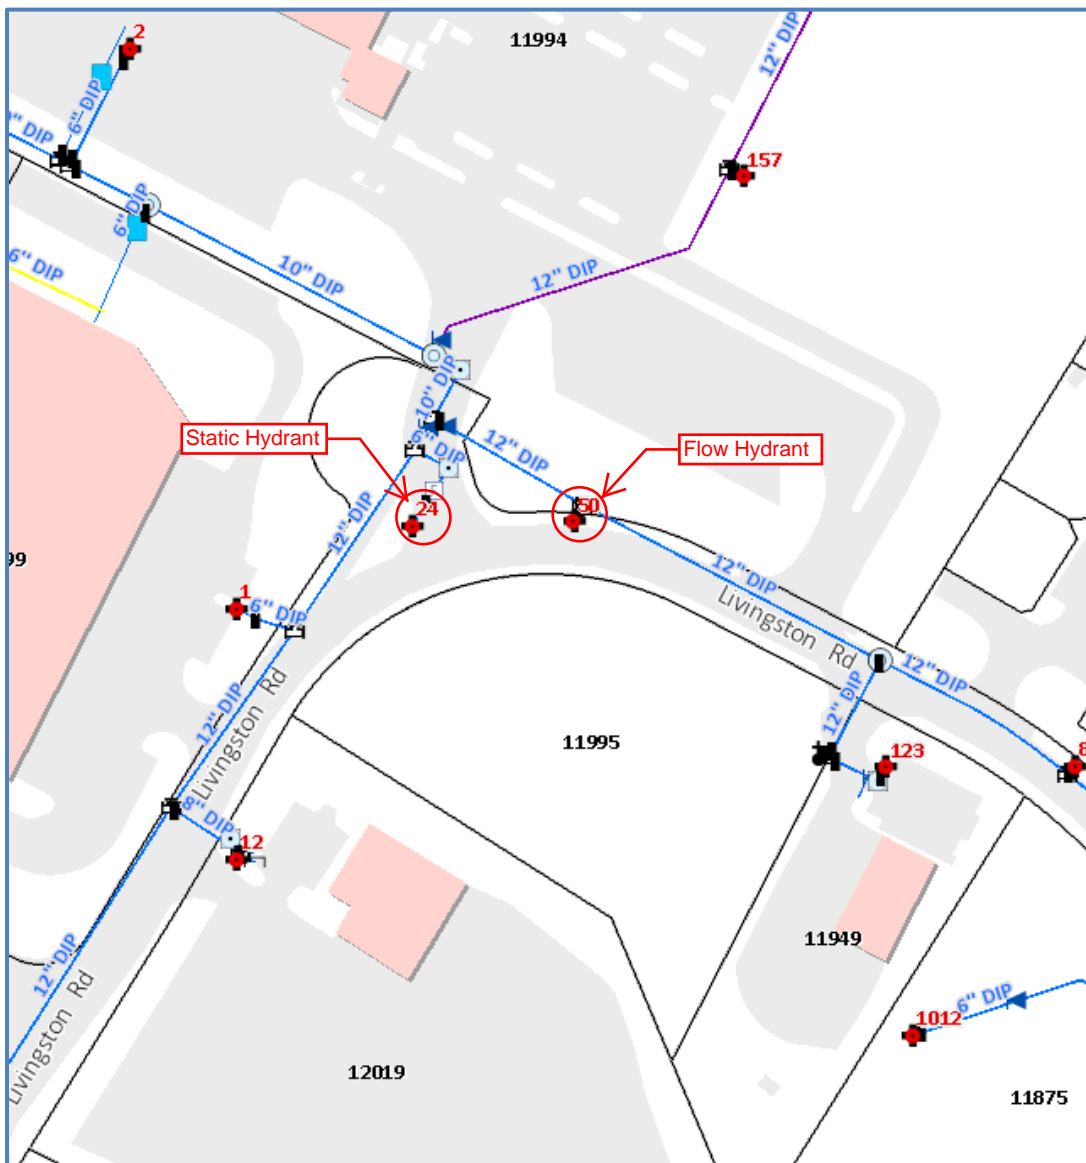 2
11994
12" DIP
6" DIP
" DIP
157
6" DIP
6" DIP
12" DIP
10" DIP
10" DIP
Static Hydrant
6" DIP
12" DIP
Flow Hydrant
24
50
12" DIP
99
12" DIP
1
6" DIP
Livingston Rd
12" DIP
12" DIP
Livingston Rd
12" DIP
11995
123
8
8" DIP
12
11949
12" DIP
Livingston Rd
6" DIP
1012
12019
11875